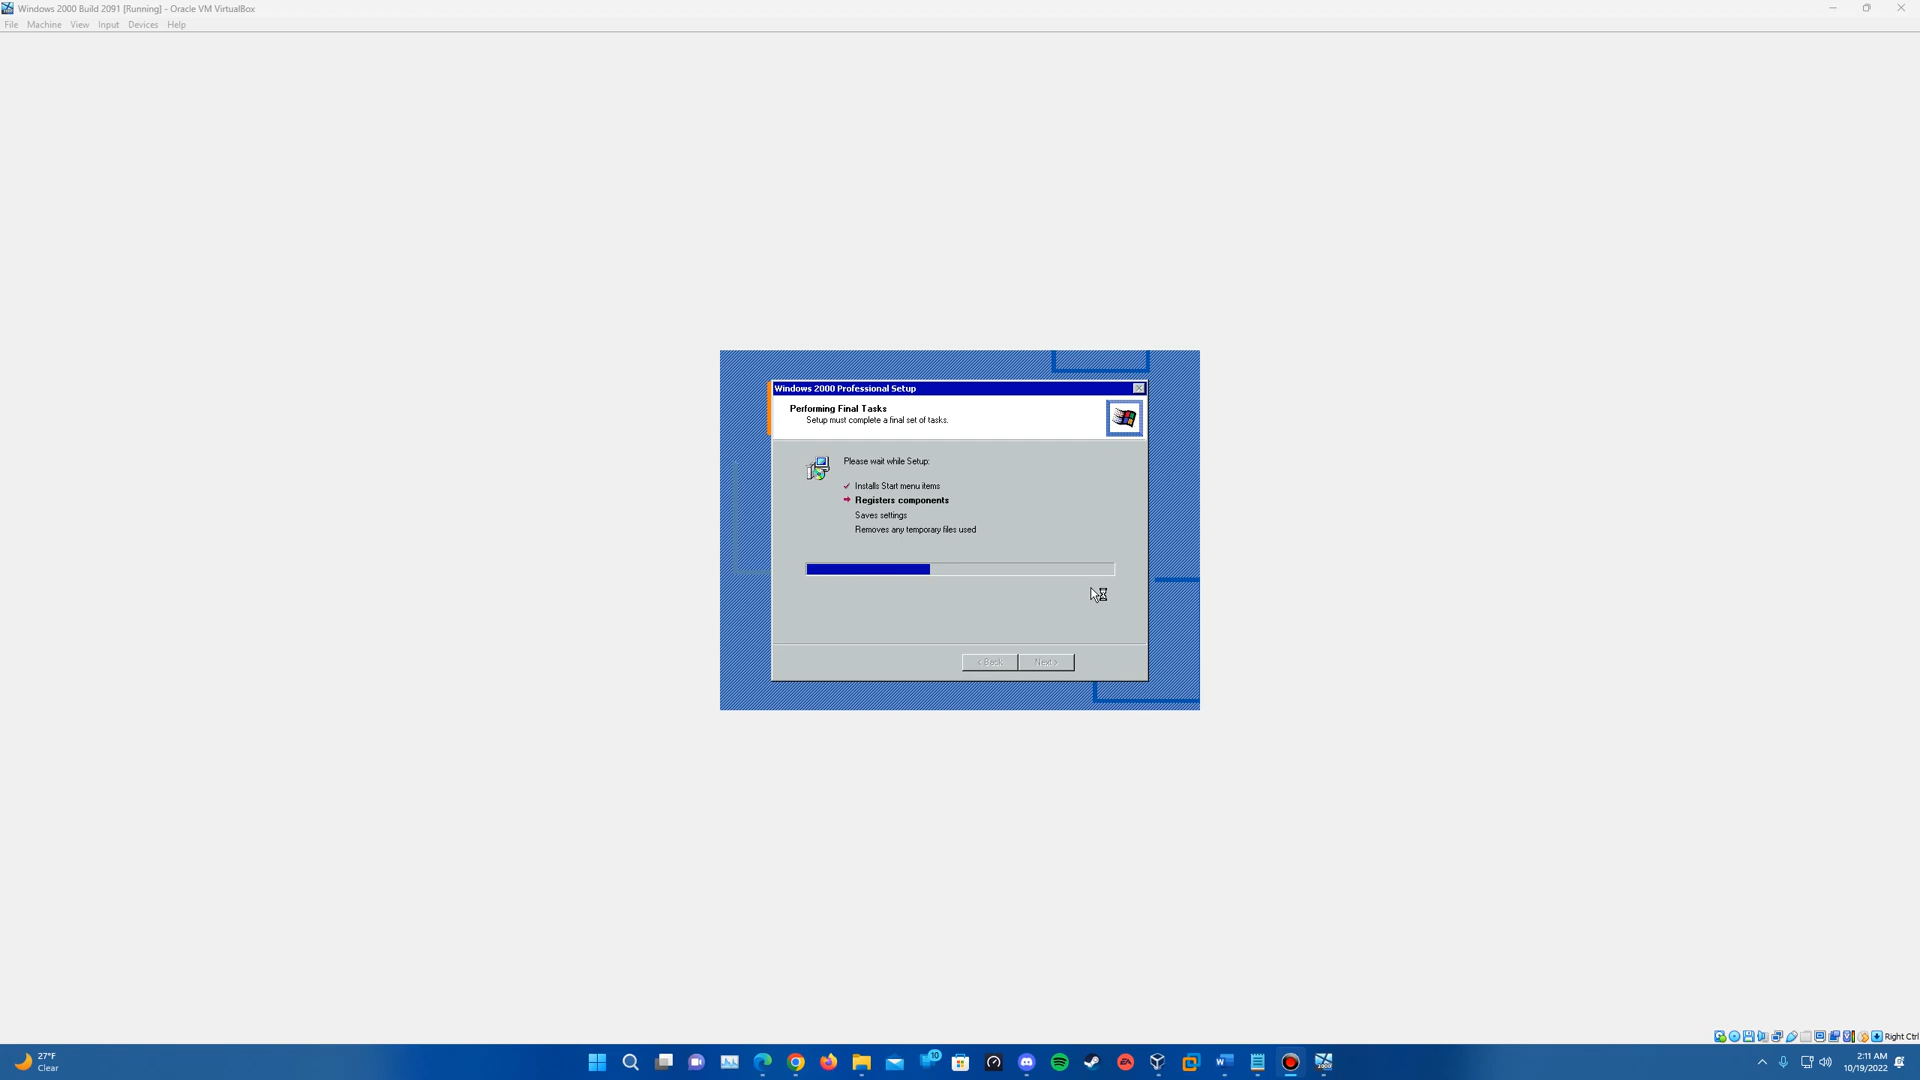 Windows 2000 Build 2091 [Running] - Oracle VM VirtualBox
File Machine View Input Devices Help
Windows 2000 Professional Setup
Performing Final Tasks
Setup must complete a final set of tasks.
Please wait while Setup:
Installs Start menu items
Registers components
Saves settings
Removes any temporary files used
< Back Next >
Right Ctrl
27°F
Clear
10
EA
W
2000
2:11 AM
10/19/2022